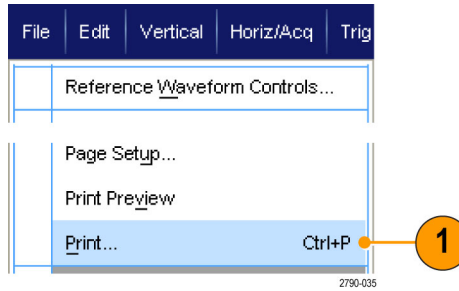 File Edit Vertical Horiz/Acq Trig
Reference Waveform Controls...
Page Setup...
Print Preview
Print... Ctrl+P
1
2790-035